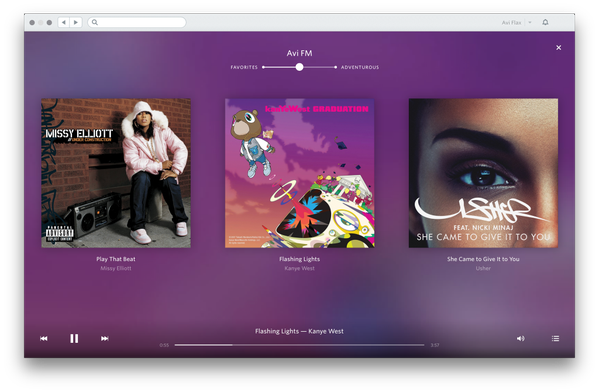 Avi Flax
Avi FM
FAVORITES
ADVENTUROUS
MISSY ELLIOTT
UNDER CONSTRUCTION
PARENTAL
ADVISORY
EXPLICIT CONTENT
KanYe West GRADUATION
USHER
FEAT. NICKI MINAJ
SHE CAME TO GIVE IT TO YOU
Play That Beat
Missy Elliott
Flashing Lights
Kanye West
She Came to Give It to You
Usher
Flashing Lights — Kanye West
3:57